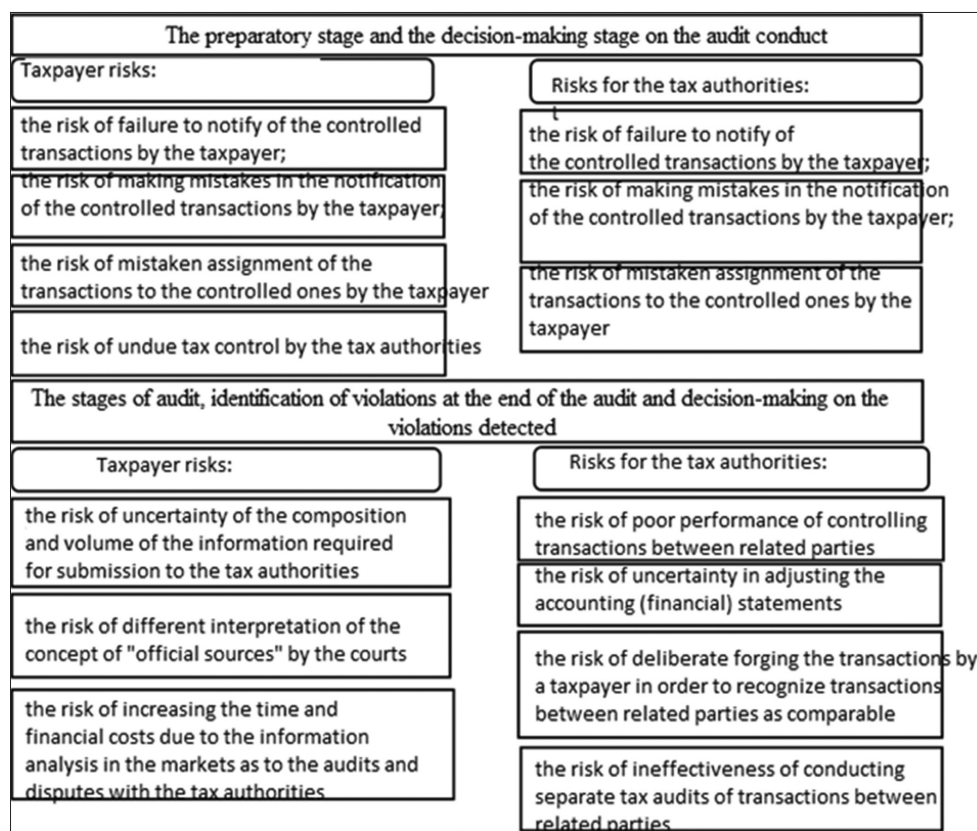 The preparatory stage and the decision-making stage on the audit conduct
Taxpayer risks:
the risk of failure to notify of the controlled
transactions by the taxpayer;
the risk of making mistakes in the notification
of the controlled transactions by the taxpayer;
the risk of mistaken assignment of the
transactions to the controlled ones by the taxpayer
the risk of undue tax control by the tax authorities
Risks for the tax authorities:
t
the risk of failure to notify of
the controlled transactions by the taxpayer;
the risk of making mistakes in the notification
of the controlled transactions by the taxpayer;
the risk of mistaken assignment of the
transactions to the controlled ones by the
taxpayer
The stages of audit, identification of violations at the end of the audit and decision-making on the
violations detected
Taxpayer risks:
the risk of uncertainty of the composition
and volume of the information required
for submission to the tax authorities
the risk of different interpretation of the
concept of "official sources" by the courts
the risk of increasing the time and
financial costs due to the information
analysis in the markets as to the audits and
disputes with the tax authorities
Risks for the tax authorities:
the risk of poor performance of controlling
transactions between related parties
the risk of uncertainty in adjusting the
accounting (financial) statements
the risk of deliberate forging the transactions by
a taxpayer in order to recognize transactions
between related parties as comparable
the risk of ineffectiveness of conducting
separate tax audits of transactions between
related parties